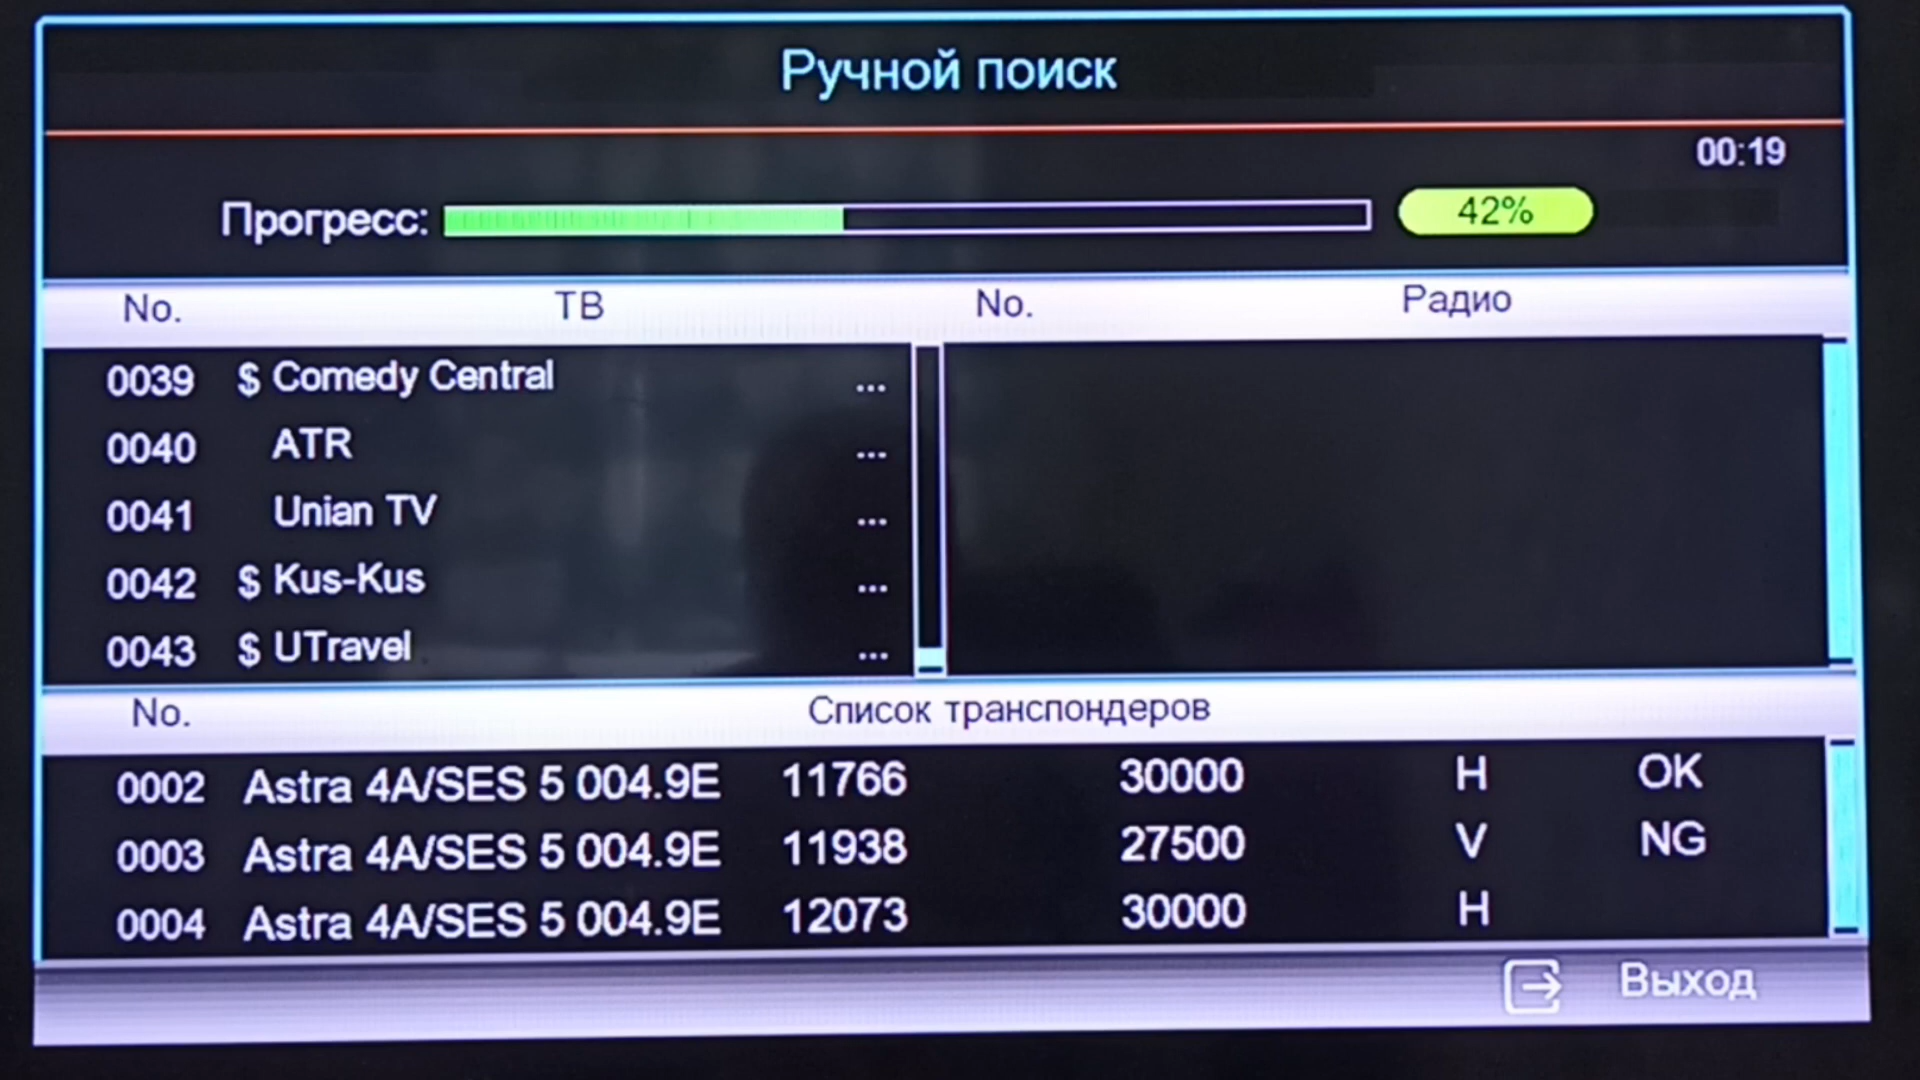 Ручной поиск
00:19
Прогресс: 42%
No. ТВ No. Радио
0039 $ Comedy Central ...
0040 ATR ...
0041 Unian TV ...
0042 $ Kus-Kus ...
0043 $ UTravel ...
No. Список транспондеров
0002 Astra 4A/SES 5 004.9E 11766 30000 H OK
0003 Astra 4A/SES 5 004.9E 11938 27500 V NG
0004 Astra 4A/SES 5 004.9E 12073 30000 H
Выход